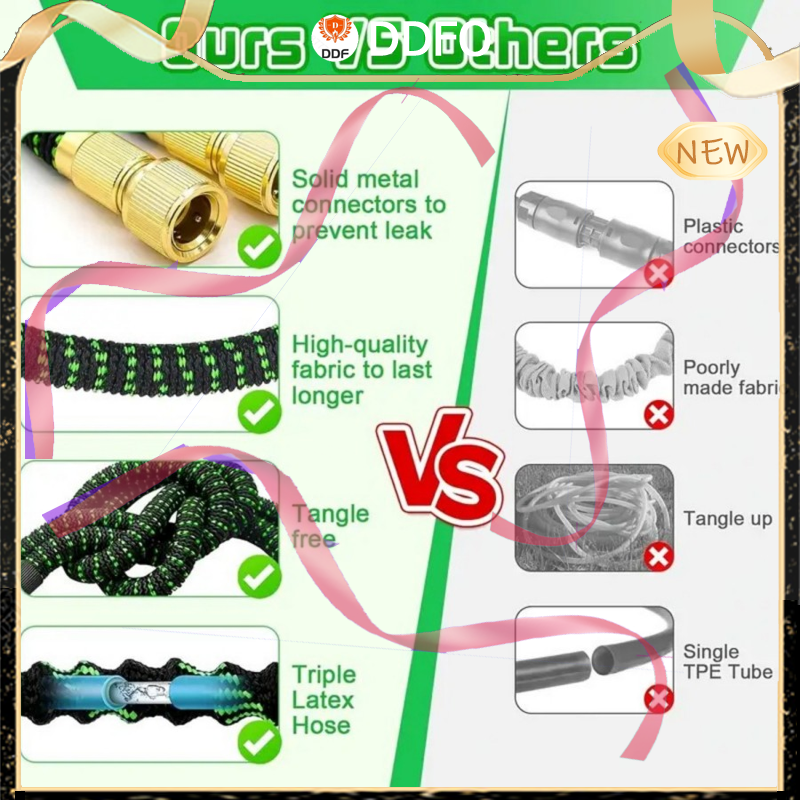 Ours VS Others
DDFQ
D
DDF
NEW
Solid metal
connectors to
prevent leak
High-quality
fabric to last
longer
Tangle
free
Triple
Latex
Hose
VS
Plastic
connectors
Poorly
made fabri
Tangle up
Single
TPE Tube